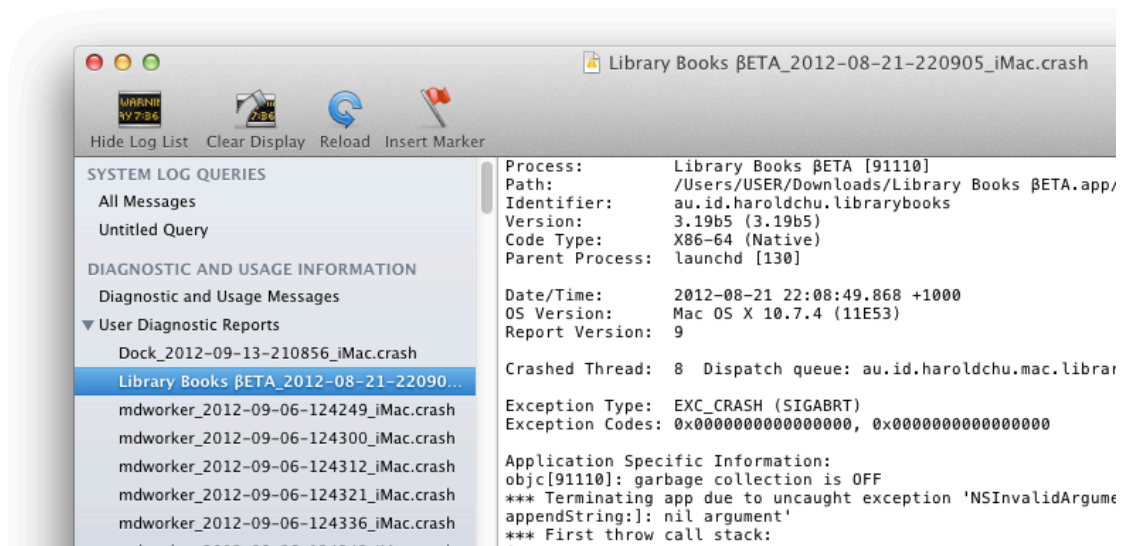 Library Books βETA_2012-08-21-220905_iMac.crash
WARNIN
AY 7:36
7:36
Hide Log List Clear Display Reload Insert Marker
SYSTEM LOG QUERIES
All Messages
Untitled Query
DIAGNOSTIC AND USAGE INFORMATION
Diagnostic and Usage Messages
User Diagnostic Reports
Dock_2012-09-13-210856_iMac.crash
Library Books βETA_2012-08-21-22090...
mdworker_2012-09-06-124249_iMac.crash
mdworker_2012-09-06-124300_iMac.crash
mdworker_2012-09-06-124312_iMac.crash
mdworker_2012-09-06-124321_iMac.crash
mdworker_2012-09-06-124336_iMac.crash
Process: Library Books βETA [91110]
Path: /Users/USER/Downloads/Library Books βETA.app/
Identifier: au.id.haroldchu.librarybooks
Version: 3.19b5 (3.19b5)
Code Type: X86-64 (Native)
Parent Process: launchd [130]
Date/Time: 2012-08-21 22:08:49.868 +1000
OS Version: Mac OS X 10.7.4 (11E53)
Report Version: 9
Crashed Thread: 8 Dispatch queue: au.id.haroldchu.mac.librar
Exception Type: EXC_CRASH (SIGABRT)
Exception Codes: 0x0000000000000000, 0x0000000000000000
Application Specific Information:
objc[91110]: garbage collection is OFF
*** Terminating app due to uncaught exception 'NSInvalidArgume
appendString:]: nil argument'
*** First throw call stack: